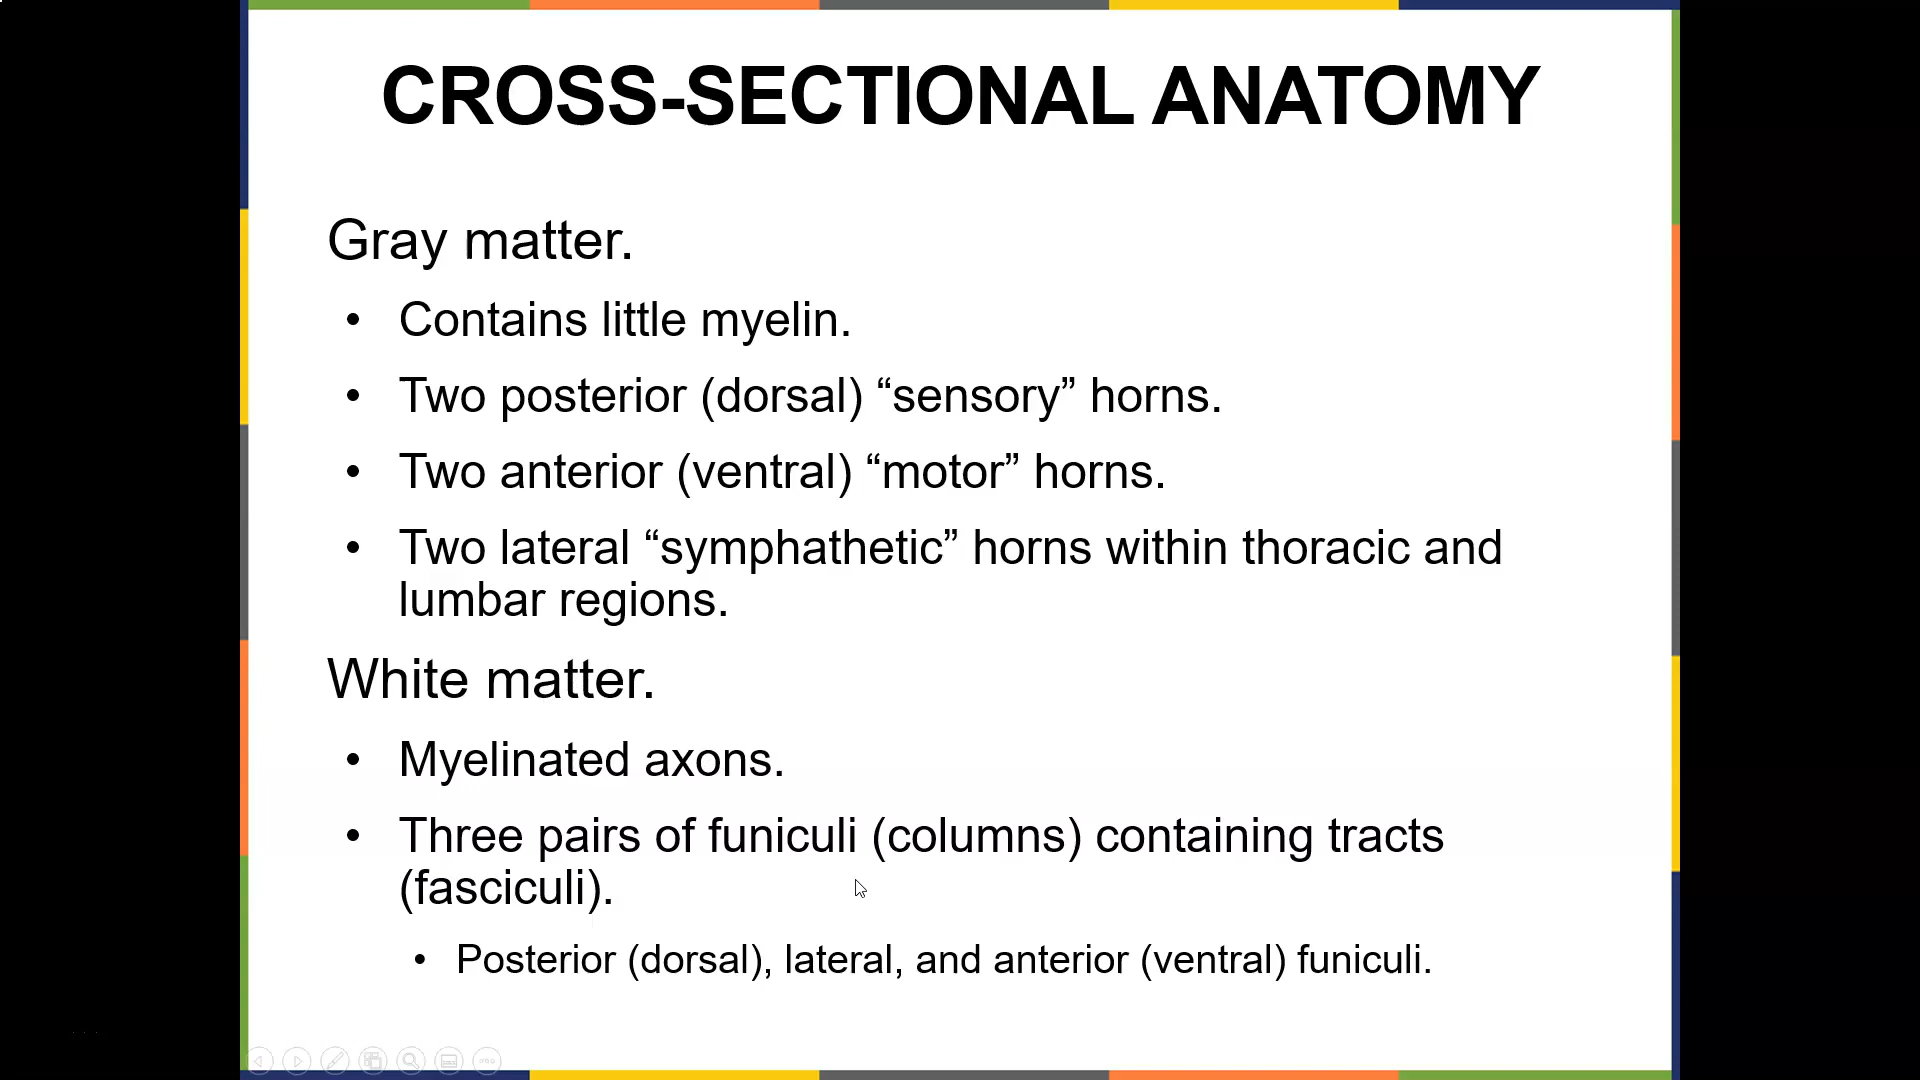 CROSS-SECTIONAL ANATOMY
Gray matter.
• Contains little myelin.
• Two posterior (dorsal) “sensory” horns.
• Two anterior (ventral) “motor” horns.
• Two lateral “symphathetic” horns within thoracic and
lumbar regions.
White matter.
• Myelinated axons.
• Three pairs of funiculi (columns) containing tracts
(fasciculi).
• Posterior (dorsal), lateral, and anterior (ventral) funiculi.